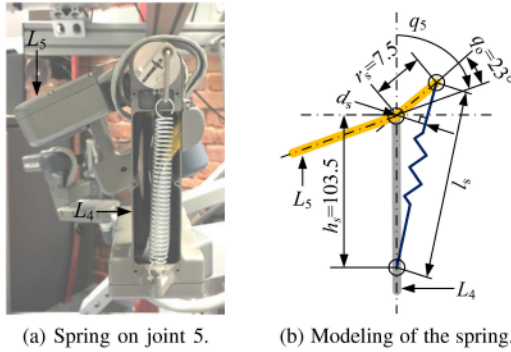 L5
L4
q5
qo=23°
rs=7.5
ds
hs=103.5
ls
L5
L4
(a) Spring on joint 5.
(b) Modeling of the spring.